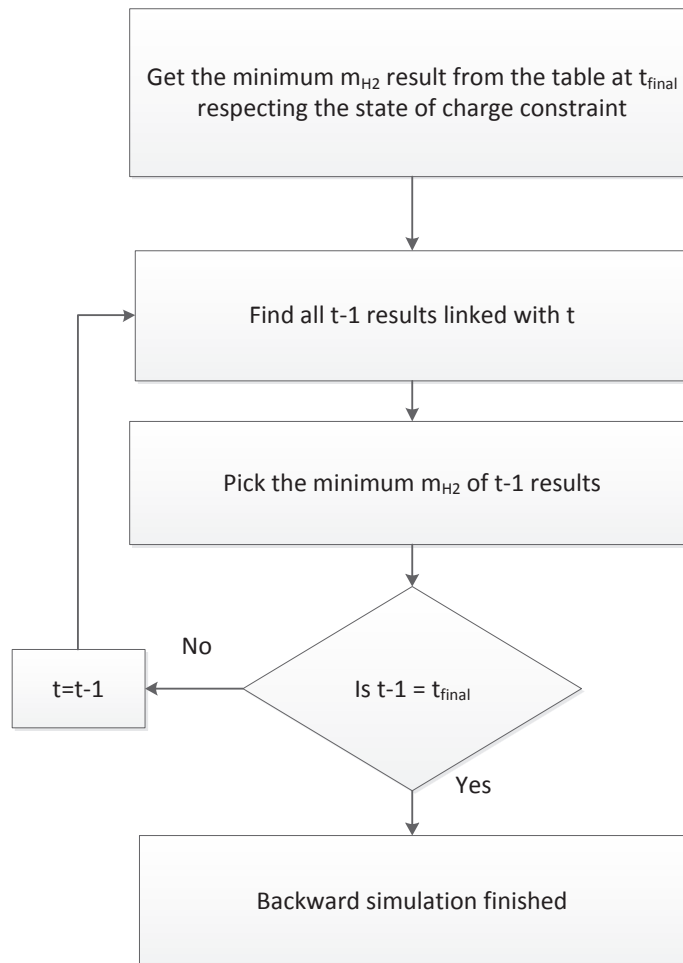 Get the minimum mH2 result from the table at tfinal
respecting the state of charge constraint
Find all t-1 results linked with t
Pick the minimum mH2 of t-1 results
No
t=t-1
Is t-1 = tfinal
Yes
Backward simulation finished